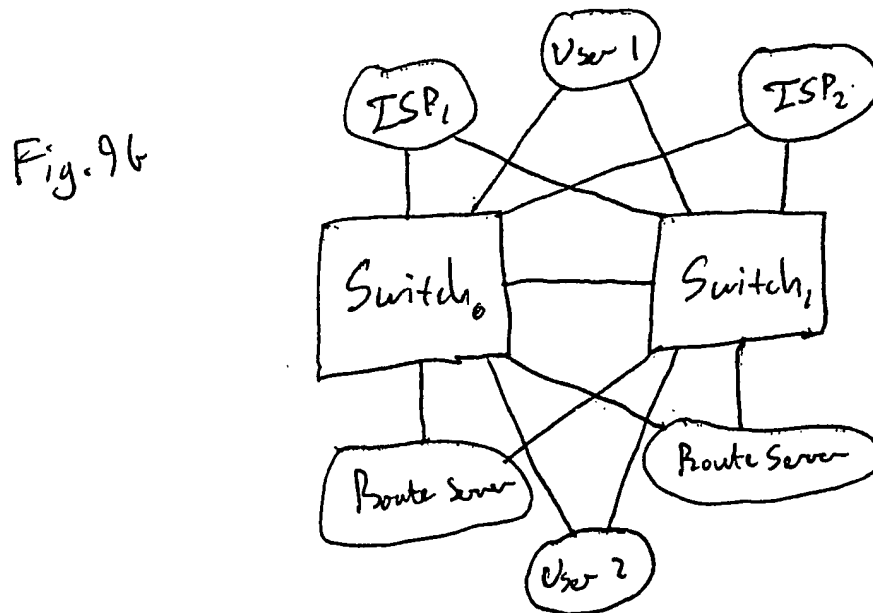 User 1
ISP₁
ISP₂
Fig. 9b
Switch₀
Switch₁
Route Server
Route Server
User 2